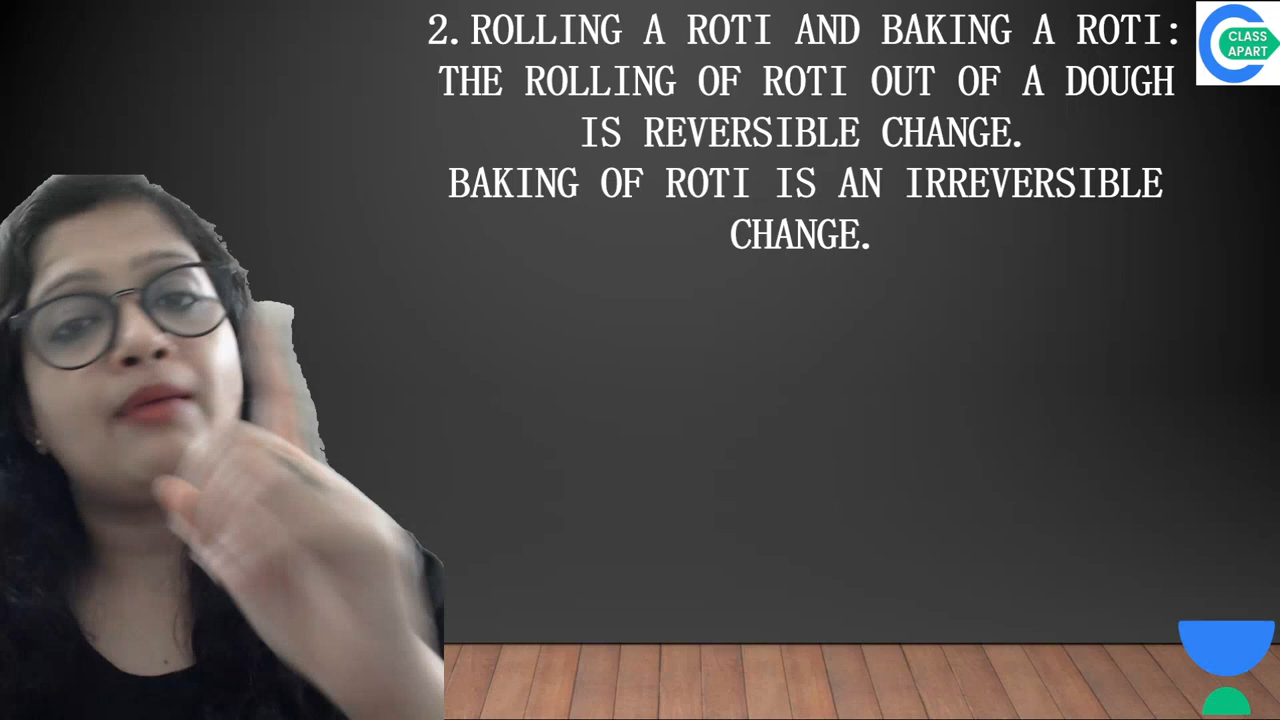 2. ROLLING A ROTI AND BAKING A ROTI:
THE ROLLING OF ROTI OUT OF A DOUGH
IS REVERSIBLE CHANGE.
BAKING OF ROTI IS AN IRREVERSIBLE
CHANGE.
CLASS
APART